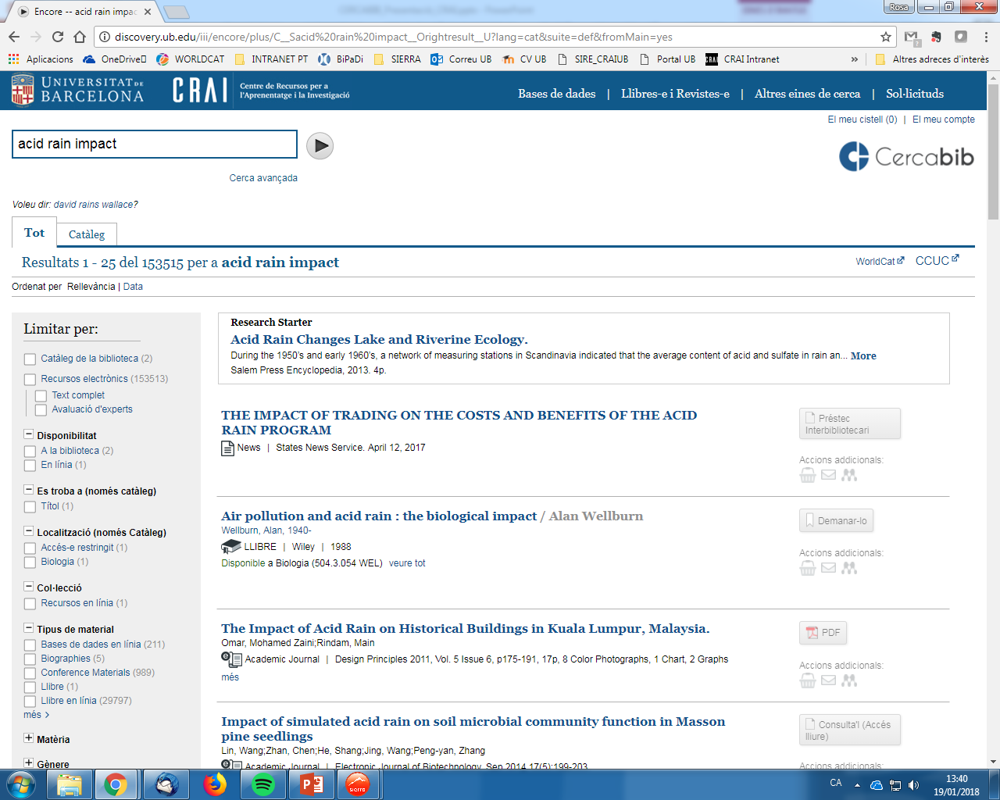 Encore -- acid rain impac
Rosa
discovery.ub.edu/iii/encore/plus/C__Sacid%20rain%20impact__Orightresult__U?lang=cat&suite=def&fromMain=yes
Aplicacions OneDrive WORLDCAT INTRANET PT BiPaDi SIERRA Correu UB CV UB SIRE_CRAIUB Portal UB CRAI Intranet » Altres adreces d'interès
UNIVERSITAT DE BARCELONA
CRAI
Centre de Recursos per a
l'Aprenentatge i la Investigació
Bases de dades | Llibres-e i Revistes-e | Altres eines de cerca | Sol·licituds
El meu cistell (0) | El meu compte
acid rain impact
Cercabib
Cerca avançada
Voleu dir: david rains wallace?
Tot Catàleg
Resultats 1 - 25 del 153515 per a acid rain impact
WorldCat CCUC
Ordenat per Rellevància | Data
Limitar per:
Catàleg de la biblioteca (2)
Recursos electrònics (153513)
Text complet
Avaluació d'experts
Disponibilitat
A la biblioteca (2)
En línia (1)
Es troba a (només catàleg)
Títol (1)
Localització (només Catàleg)
Accés-e restringit (1)
Biologia (1)
Col·lecció
Recursos en línia (1)
Tipus de material
Bases de dades en línia (211)
Biographies (5)
Conference Materials (989)
Llibre (1)
Llibre en línia (29797)
més >
Matèria
Gènere
Research Starter
Acid Rain Changes Lake and Riverine Ecology.
During the 1950's and early 1960's, a network of measuring stations in Scandinavia indicated that the average content of acid and sulfate in rain an... More
Salem Press Encyclopedia, 2013. 4p.
THE IMPACT OF TRADING ON THE COSTS AND BENEFITS OF THE ACID
RAIN PROGRAM
News | States News Service. April 12, 2017
Préstec
Interbibliotecari
Accions addicionals:
Air pollution and acid rain : the biological impact / Alan Wellburn
Wellburn, Alan, 1940-
LLIBRE | Wiley | 1988
Disponible a Biologia (504.3.054 WEL) veure tot
Demanar-lo
Accions addicionals:
The Impact of Acid Rain on Historical Buildings in Kuala Lumpur, Malaysia.
Omar, Mohamed Zaini;Rindam, Main
Academic Journal | Design Principles 2011, Vol. 5 Issue 6, p175-191, 17p, 8 Color Photographs, 1 Chart, 2 Graphs
més
PDF
Accions addicionals:
Impact of simulated acid rain on soil microbial community function in Masson
pine seedlings
Lin, Wang;Zhan, Chen;He, Shang;Jing, Wang;Peng-yan, Zhang
Academic Journal | Electronic Journal of Biotechnology, Sep 2014 17(5):199-203
Consulta'l (Accés
lliure)
Accions addicionals:
sierra
CA
13:40
19/01/2018